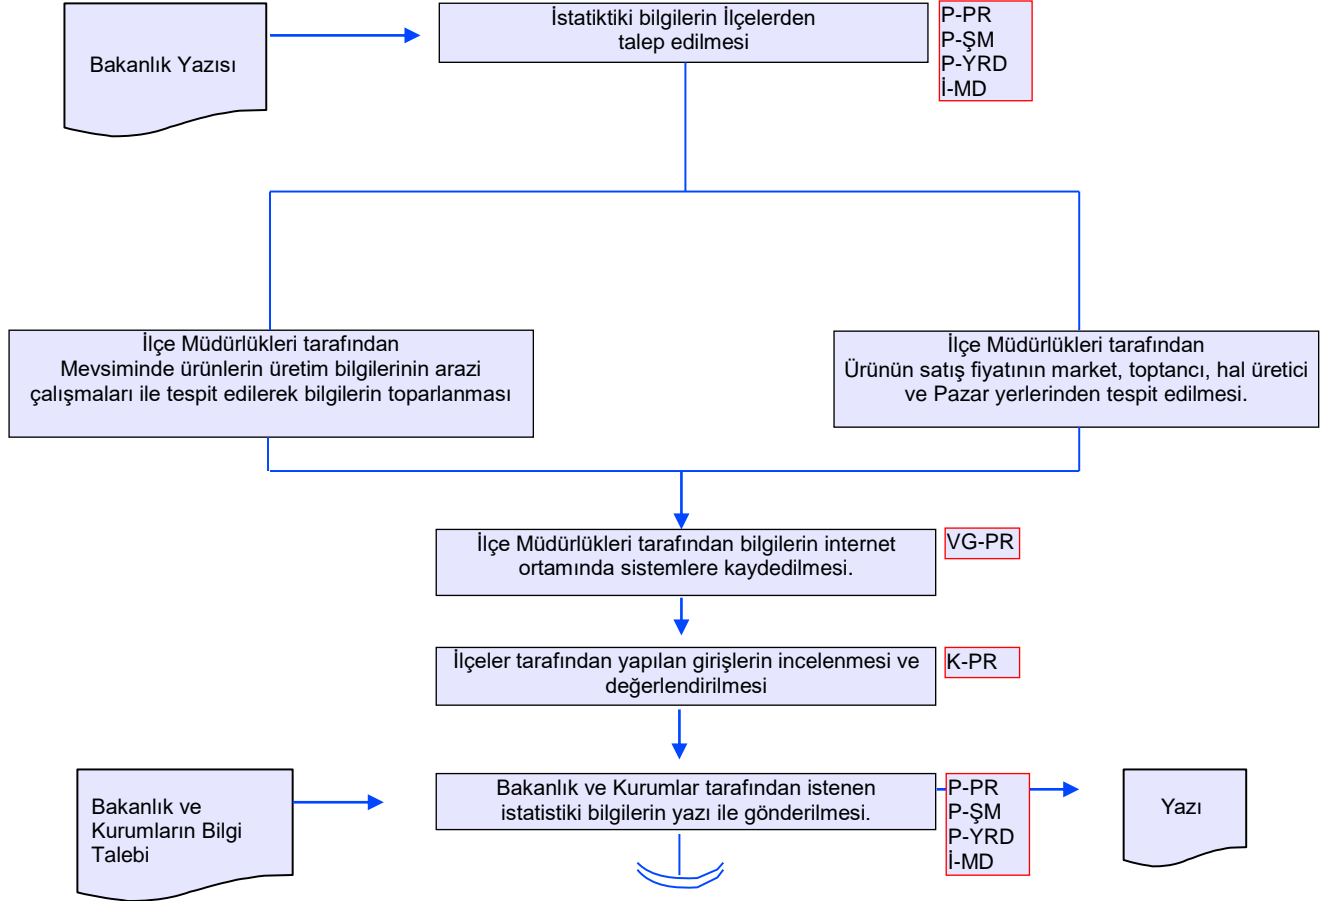 Bakanlık Yazısı
İstatiktiki bilgilerin İlçelerden
talep edilmesi
P-PR
P-ŞM
P-YRD
İ-MD
İlçe Müdürlükleri tarafından
Mevsiminde ürünlerin üretim bilgilerinin arazi
çalışmaları ile tespit edilerek bilgilerin toparlanması
İlçe Müdürlükleri tarafından
Ürünün satış fiyatının market, toptancı, hal üretici
ve Pazar yerlerinden tespit edilmesi.
İlçe Müdürlükleri tarafından bilgilerin internet
ortamında sistemlere kaydedilmesi.
VG-PR
İlçeler tarafından yapılan girişlerin incelenmesi ve
değerlendirilmesi
K-PR
Bakanlık ve
Kurumların Bilgi
Talebi
Bakanlık ve Kurumlar tarafından istenen
istatistiki bilgilerin yazı ile gönderilmesi.
P-PR
P-ŞM
P-YRD
İ-MD
Yazı